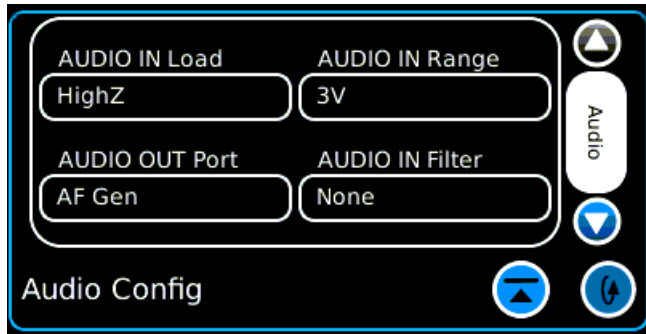 AUDIO IN Load
AUDIO IN Range
HighZ
3V
AUDIO OUT Port
AUDIO IN Filter
AF Gen
None
Audio
Audio Config